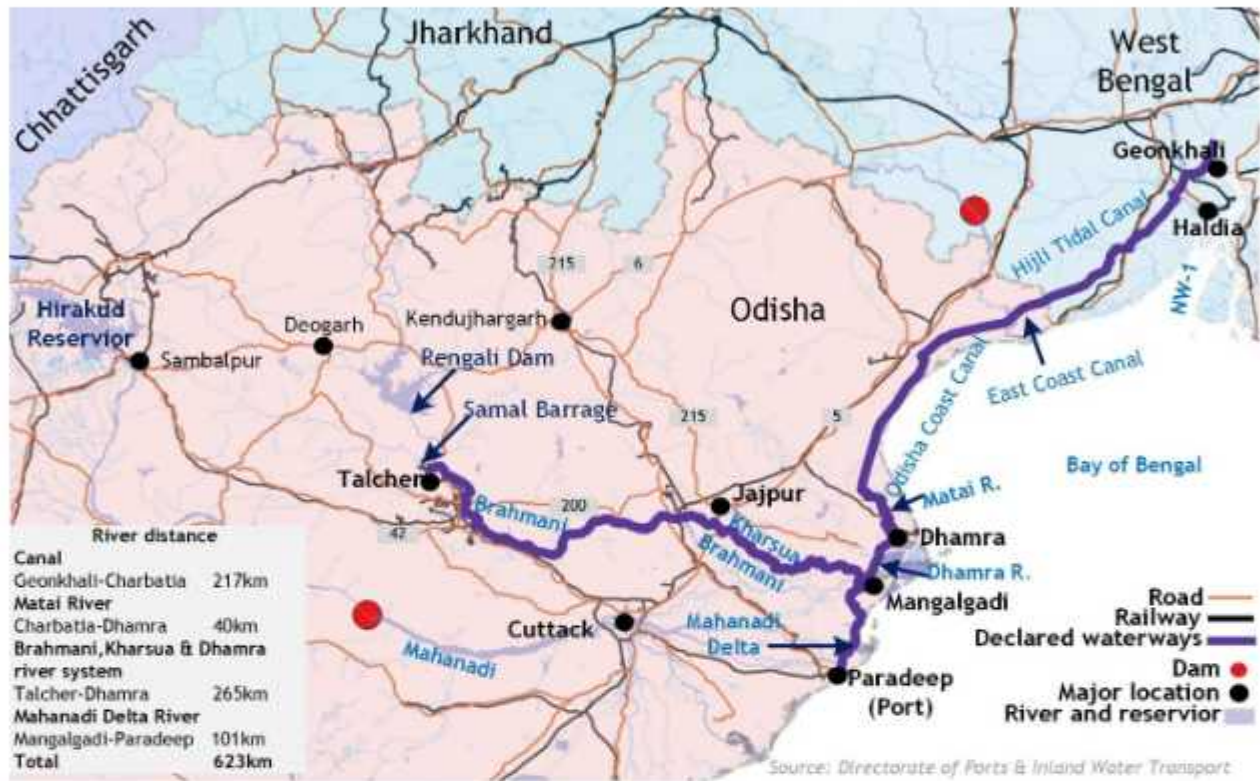 Chhattisgarh
Jharkhand
West
Bengal
Geonkhali
Haldia
Hijli Tidal Canal
NW-1
215
6
Odisha
Hirakud
Reservior
Deogarh
Kendujhargarh
Sambalpur
Rengali Dam
East Coast Canal
Odisha Coast Canal
Samal Barrage
215
5
Talcher
Bay of Bengal
Brahmani
200
Jajpur
Kharsua
Brahmani
Matai R.
42
Dhamra
Dhamra R.
Mangalgadi
Cuttack
Mahanadi
Mahanadi
Delta
Paradeep
(Port)
River distance
Canal
Geonkhali-Charbatia 217km
Matai River
Charbatia-Dhamra 40km
Brahmani,Kharsua & Dhamra
river system
Talcher-Dhamra 265km
Mahanadi Delta River
Mangalgadi-Paradeep 101km
Total 623km
Road
Railway
Declared waterways
Dam
Major location
River and reservior
Source: Directorate of Ports & Inland Water Transport